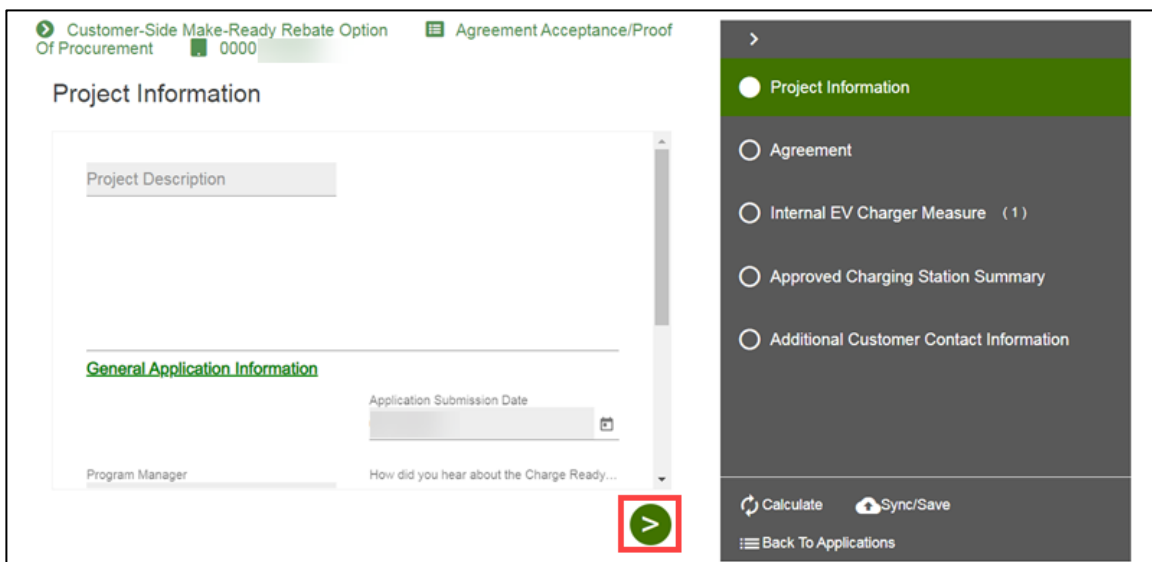 Customer-Side Make-Ready Rebate Option Agreement Acceptance/Proof
Of Procurement 0000
Project Information
Project Description
General Application Information
Application Submission Date
Program Manager How did you hear about the Charge Ready...
>
>
Project Information
Agreement
Internal EV Charger Measure (1)
Approved Charging Station Summary
Additional Customer Contact Information
Calculate Sync/Save
Back To Applications